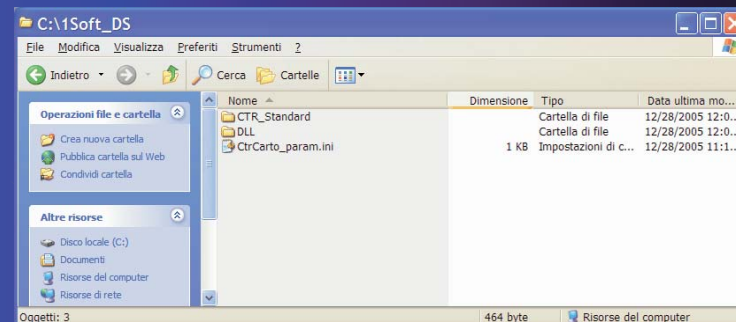 C:\1Soft_DS
File Modifica Visualizza Preferiti Strumenti ?
Indietro Cerca Cartelle
Operazioni file e cartella
Crea nuova cartella
Pubblica cartella sul Web
Condividi cartella
Altre risorse
Disco locale (C:)
Documenti
Risorse del computer
Risorse di rete
Nome Dimensione Tipo Data ultima mo...
CTR_Standard Cartella di file 12/28/2005 12:0...
DLL Cartella di file 12/28/2005 12:0...
CtrCarto_param.ini 1 KB Impostazioni di c... 12/28/2005 11:1...
Oggetti: 3 464 byte Risorse del computer